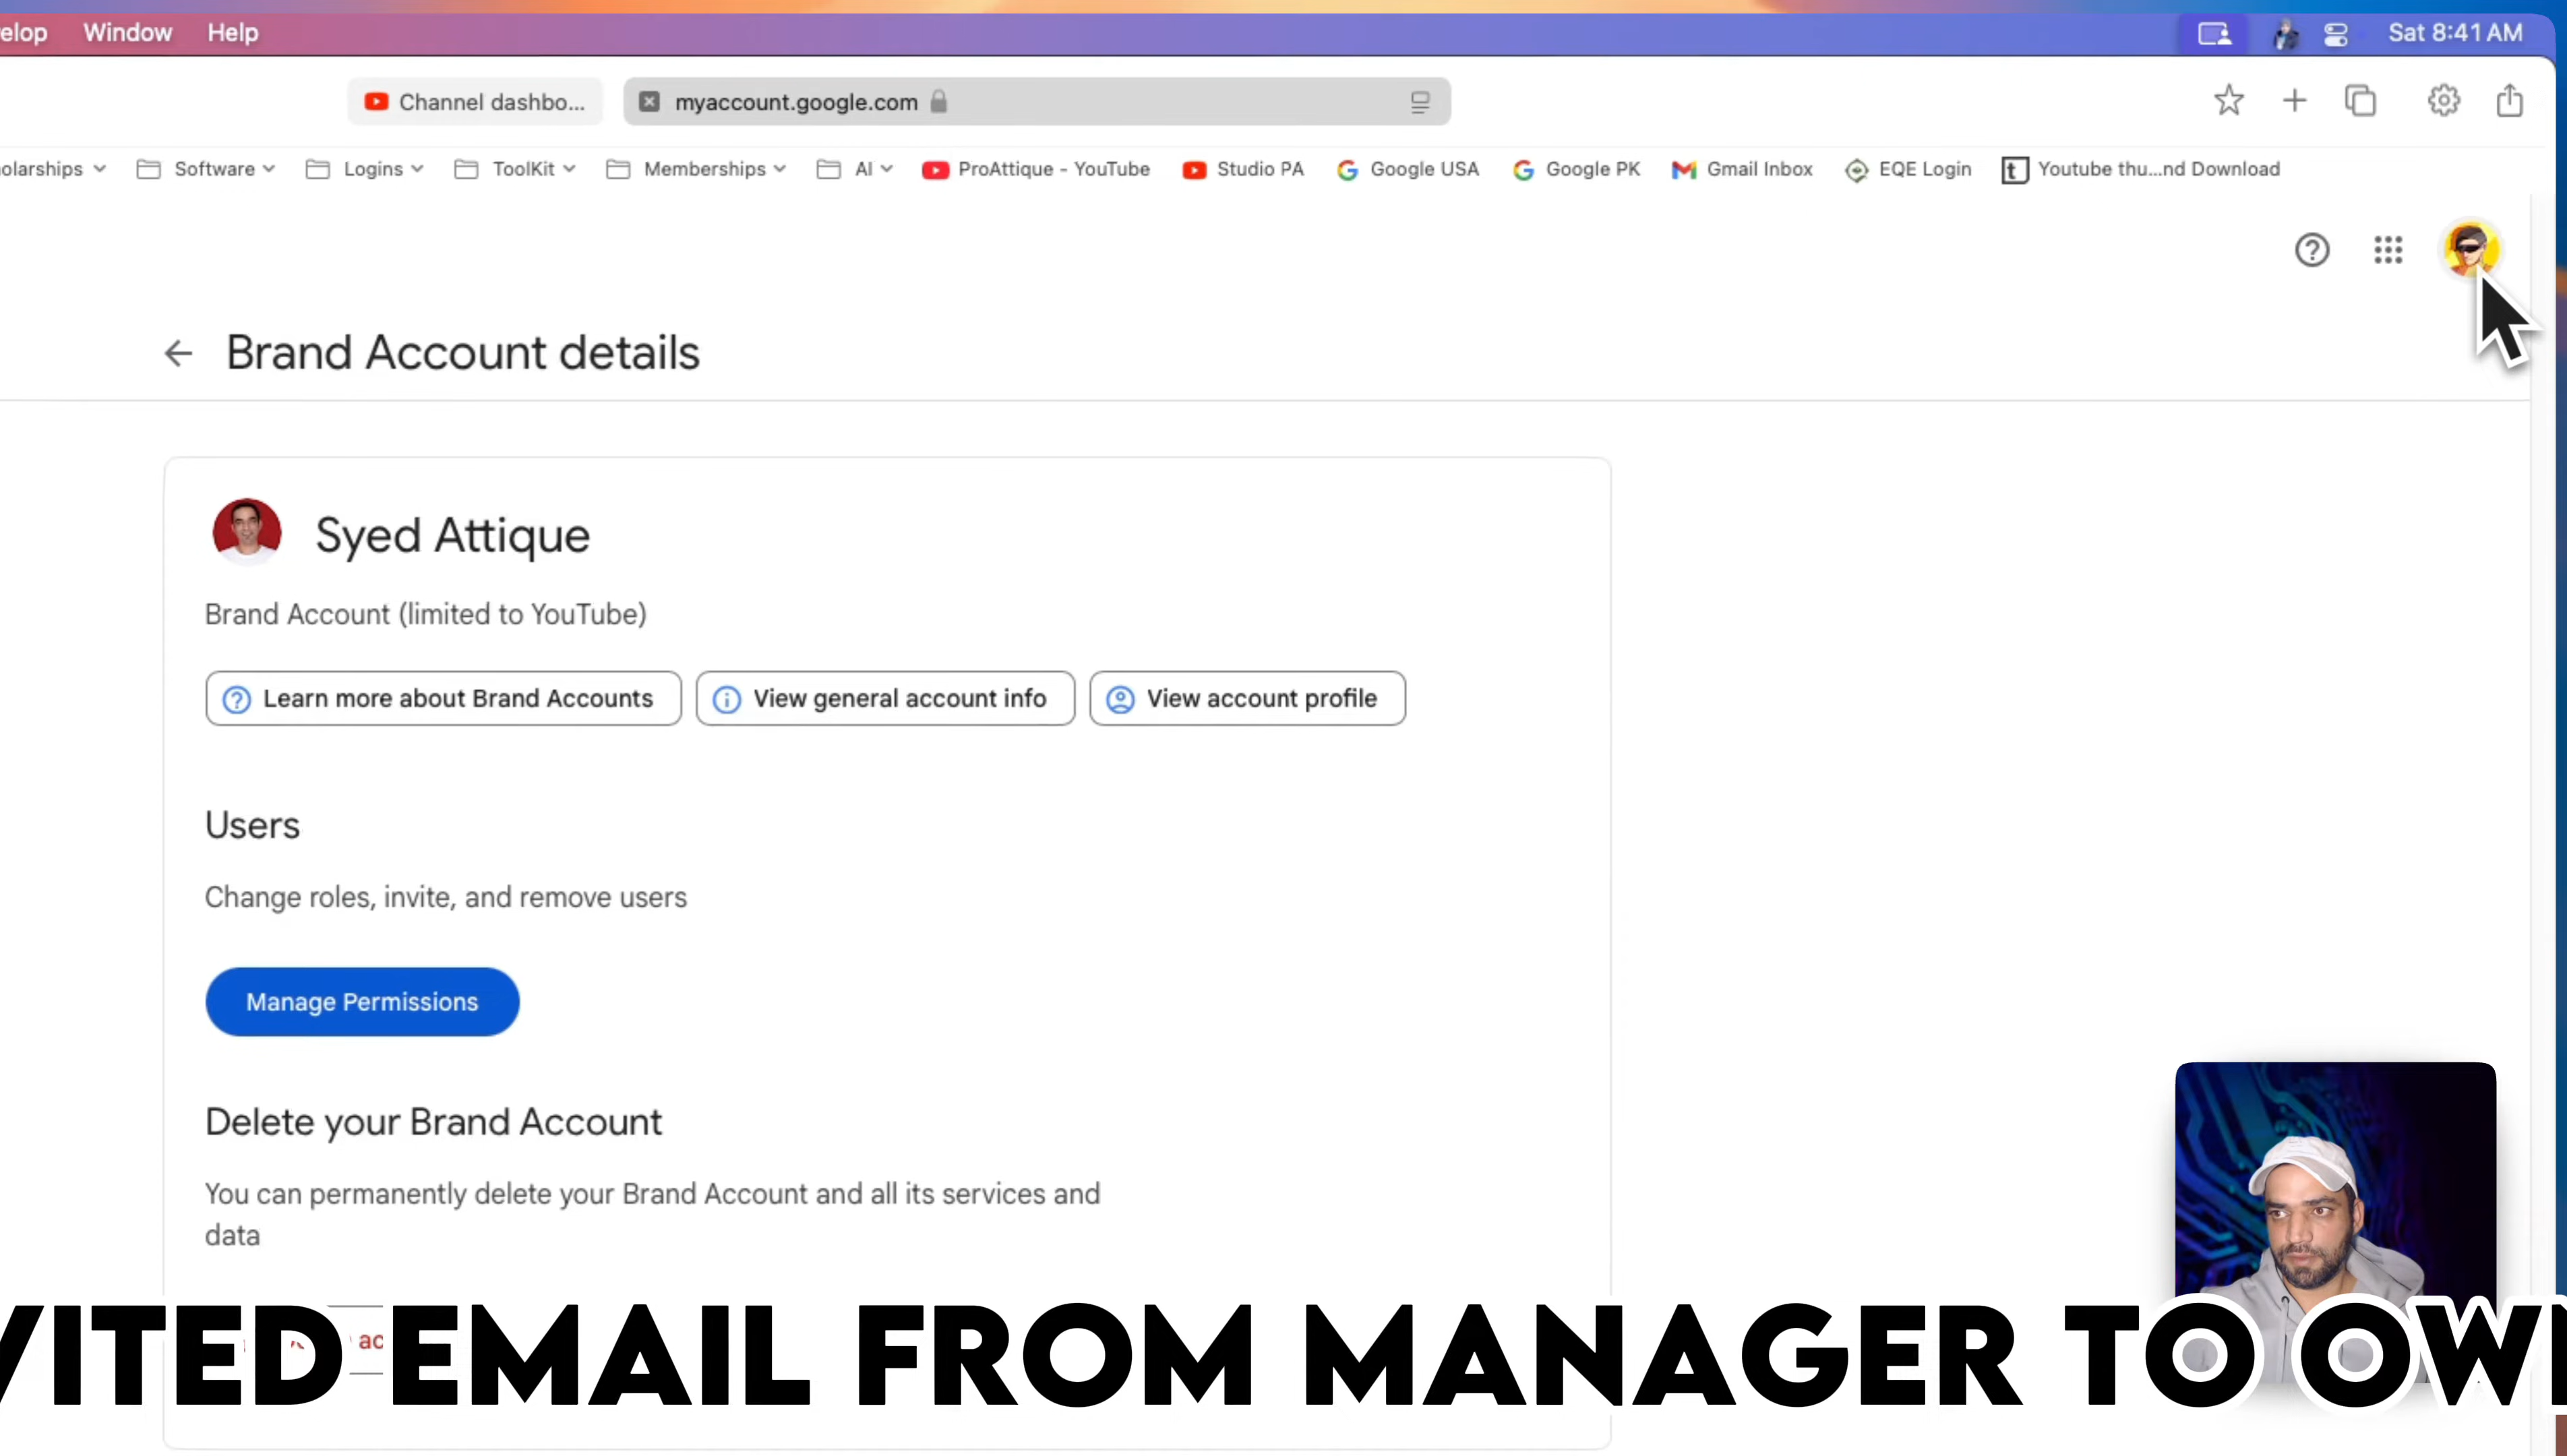 Window Help Sat 8:41 AM
Channel dashbo... myaccount.google.com
Software Logins ToolKit Memberships AI ProAttique - YouTube Studio PA Google USA Google PK Gmail Inbox EQE Login Youtube thu...nd Download
Brand Account details
Syed Attique
Brand Account (limited to YouTube)
Learn more about Brand Accounts View general account info View account profile
Users
Change roles, invite, and remove users
Manage Permissions
Delete your Brand Account
You can permanently delete your Brand Account and all its services and
data
VITED EMAIL FROM MANAGER TO OW